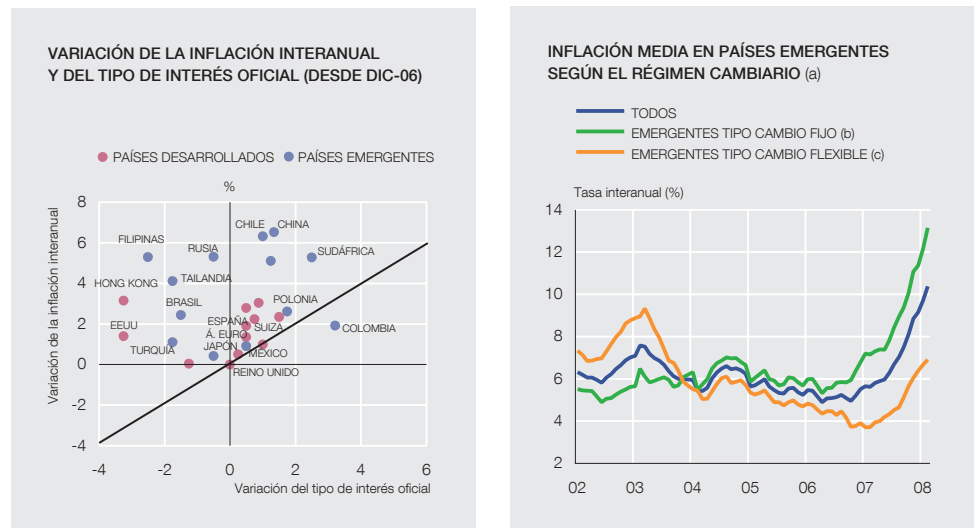 VARIACIÓN DE LA INFLACIÓN INTERANUAL
Y DEL TIPO DE INTERÉS OFICIAL (DESDE DIC-06)
PAÍSES DESARROLLADOS
PAÍSES EMERGENTES
%
Variación de la inflación interanual
8
6
4
2
0
-2
-4
CHILE
CHINA
FILIPINAS
RUSIA
SUDÁFRICA
HONG KONG
TAILANDIA
BRASIL
POLONIA
EEUU
ESPAÑA
SUIZA
COLOMBIA
Á. EURO
TURQUÍA
JAPÓN
MÉXICO
REINO UNIDO
-4
-2
0
2
4
6
Variación del tipo de interés oficial
INFLACIÓN MEDIA EN PAÍSES EMERGENTES
SEGÚN EL RÉGIMEN CAMBIARIO (a)
TODOS
EMERGENTES TIPO CAMBIO FIJO (b)
EMERGENTES TIPO CAMBIO FLEXIBLE (c)
Tasa interanual (%)
14
12
10
8
6
4
2
02
03
04
05
06
07
08